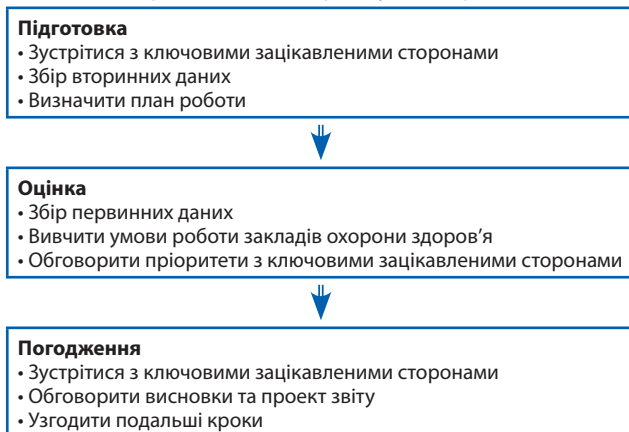 Підготовка
• Зустрітися з ключовими зацікавленими сторонами
• Збір вторинних даних
• Визначити план роботи
Оцінка
• Збір первинних даних
• Вивчити умови роботи закладів охорони здоров'я
• Обговорити пріоритети з ключовими зацікавленими сторонами
Погодження
• Зустрітися з ключовими зацікавленими сторонами
• Обговорити висновки та проект звіту
• Узгодити подальші кроки